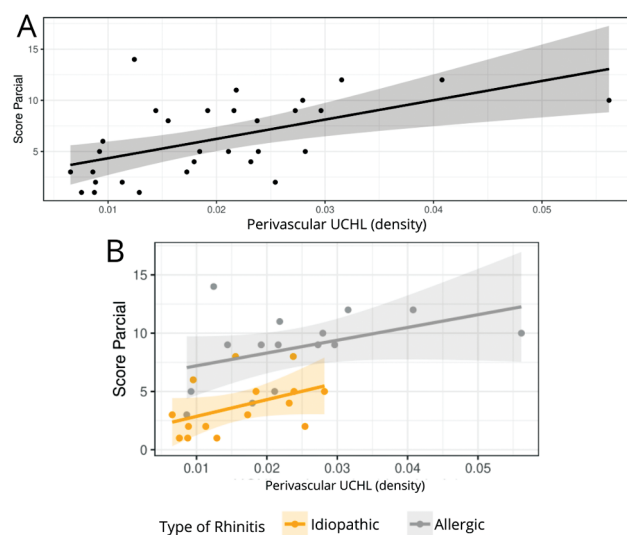 A
Score Parcial
15
10
5
0.01 0.02 0.03 0.04 0.05
Perivascular UCHL (density)
B
Score Parcial
15
10
5
0
0.01 0.02 0.03 0.04 0.05
Perivascular UCHL (density)
Type of Rhinitis Idiopathic Allergic